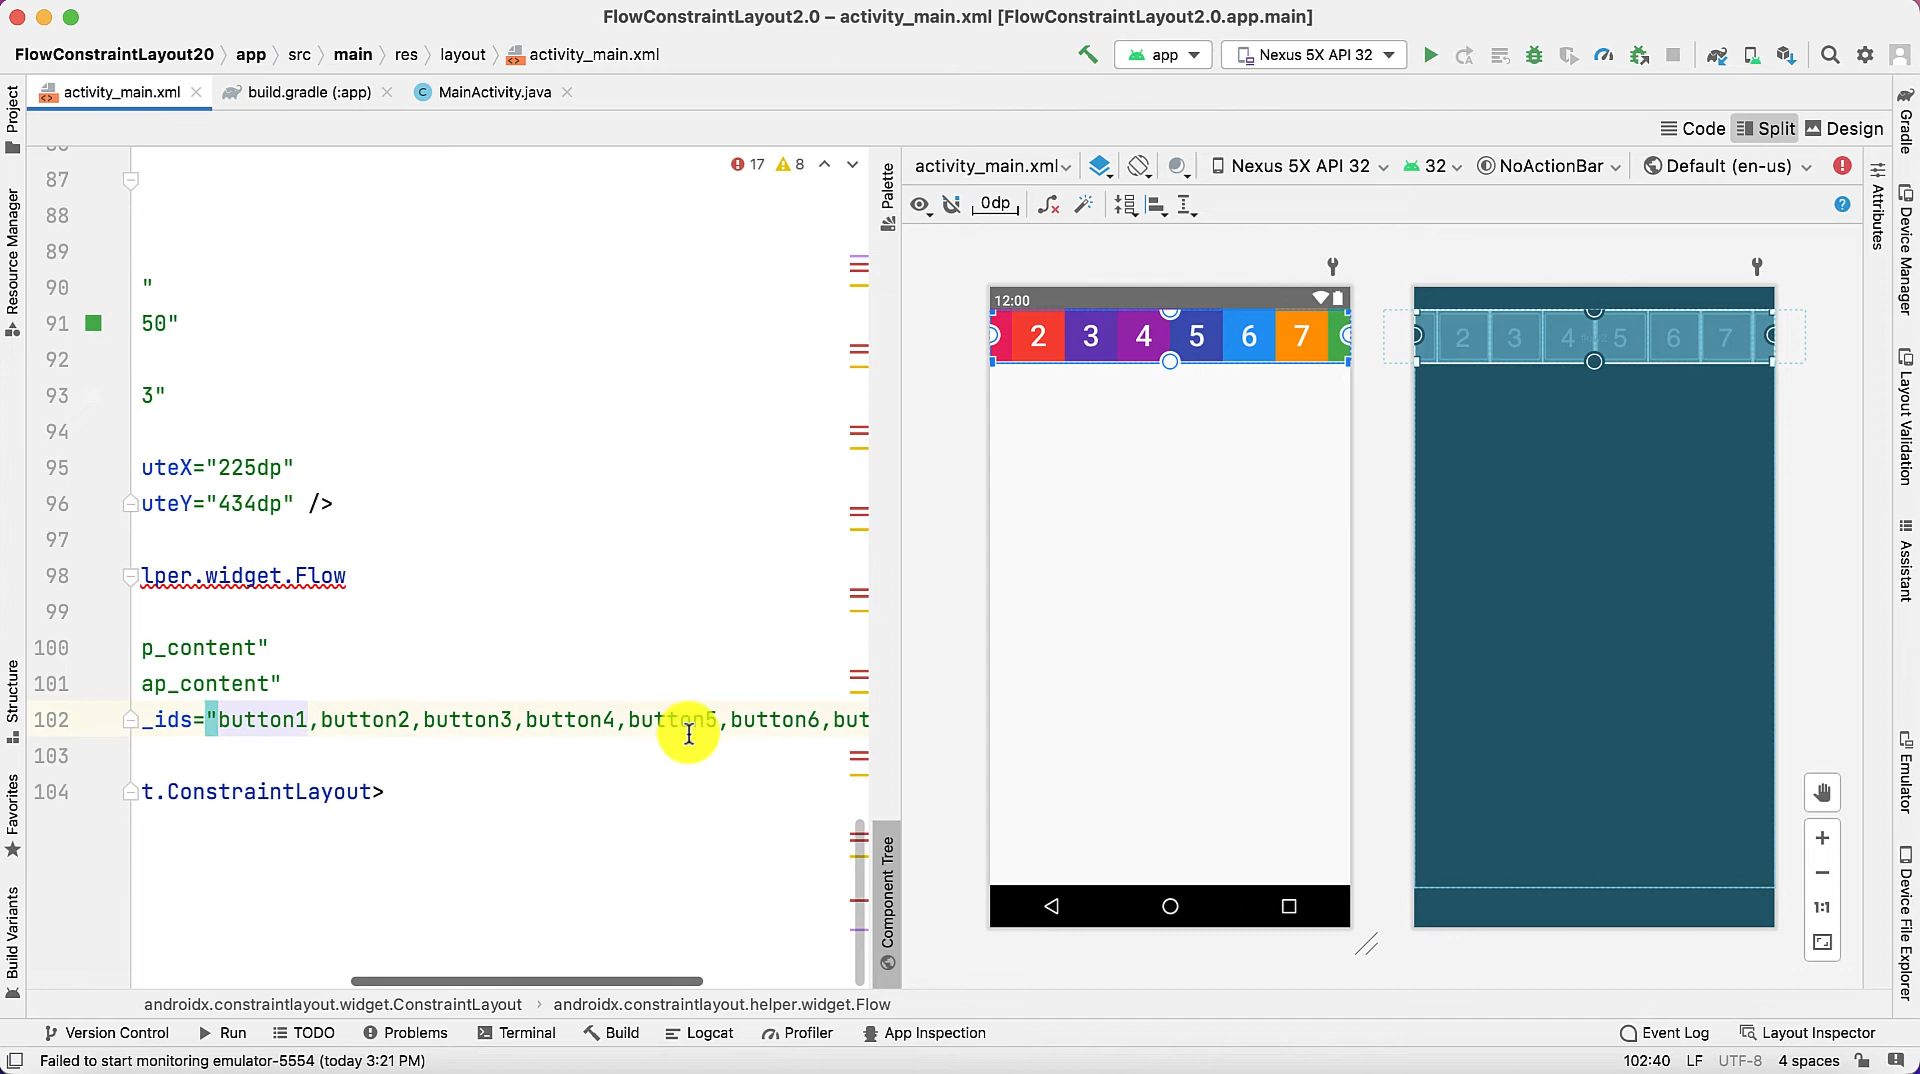 FlowConstraintLayout2.0 – activity_main.xml [FlowConstraintLayout2.0.app.main]
FlowConstraintLayout20 app src main res layout activity_main.xml
app Nexus 5X API 32
activity_main.xml build.gradle (:app) MainActivity.java
Code Split Design
17 8
activity_main.xml Nexus 5X API 32 32 NoActionBar Default (en-us)
0dp
Project
Resource Manager
Structure
Favorites
Build Variants
Palette
Component Tree
Gradle
Attributes
Device Manager
Layout Validation
Assistant
Emulator
Device File Explorer
87
88
89
90 "
91 50"
92
93 3"
94
95 uteX="225dp"
96 uteY="434dp" />
97
98 lper.widget.Flow
99
100 p_content"
101 ap_content"
102 _ids="button1,button2,button3,button4,button5,button6,but
103
104 t.ConstraintLayout>
12:00
2 3 4 5 6 7
2 3 4 5 6 7
1:1
androidx.constraintlayout.widget.ConstraintLayout androidx.constraintlayout.helper.widget.Flow
Version Control Run TODO Problems Terminal Build Logcat Profiler App Inspection Event Log Layout Inspector
Failed to start monitoring emulator-5554 (today 3:21 PM) 102:40 LF UTF-8 4 spaces